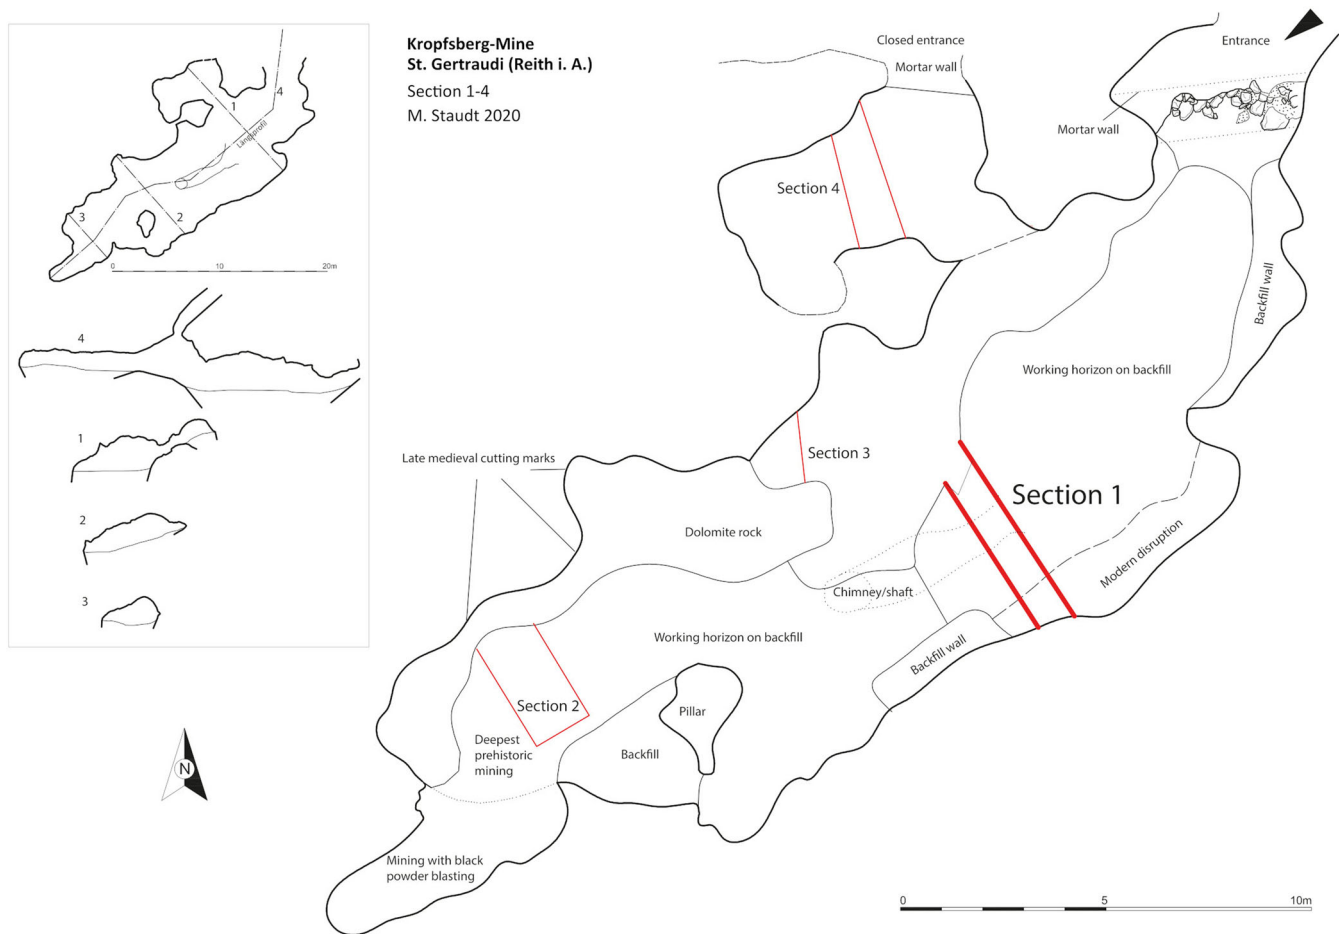 Kropfsberg-Mine
St. Gertraudi (Reith i. A.)
Section 1-4
M. Staudt 2020
1
4
Längsprofil
3
2
0
10
20m
4
1
2
3
N
Closed entrance
Mortar wall
Entrance
Mortar wall
Section 4
Backfill wall
Working horizon on backfill
Section 3
Late medieval cutting marks
Section 1
Dolomite rock
Modern disruption
Chimney/shaft
Working horizon on backfill
Backfill wall
Section 2
Pillar
Deepest
prehistoric
mining
Backfill
Mining with black
powder blasting
0
5
10m